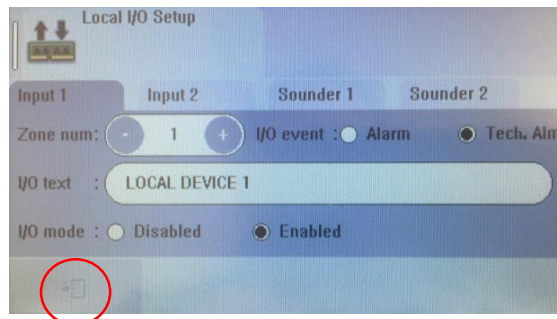 Local I/O Setup
Input 1 Input 2 Sounder 1 Sounder 2
Zone num: - 1 + I/O event : Alarm Tech. Alm
I/O text : LOCAL DEVICE 1
I/O mode : Disabled Enabled